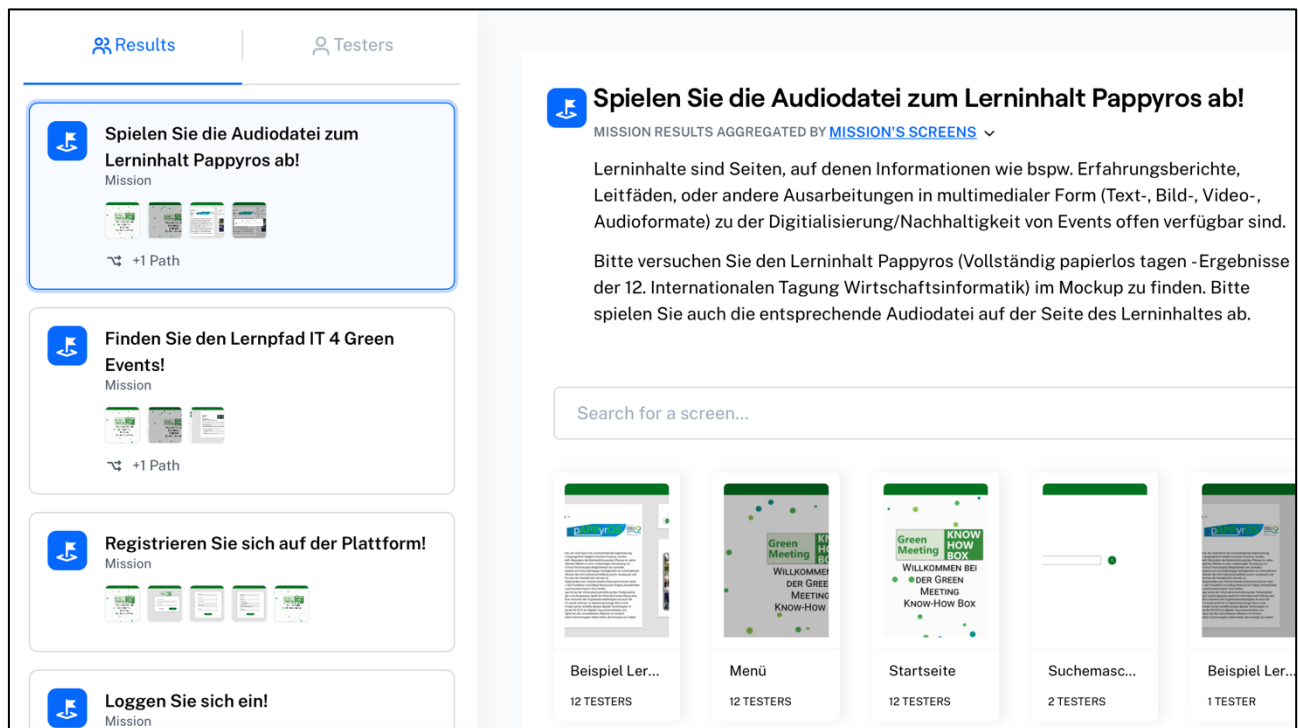 Results
Testers
Spielen Sie die Audiodatei zum
Lerninhalt Pappyros ab!
Mission
+1 Path
Finden Sie den Lernpfad IT 4 Green
Events!
Mission
+1 Path
Registrieren Sie sich auf der Plattform!
Mission
Loggen Sie sich ein!
Mission
Spielen Sie die Audiodatei zum Lerninhalt Pappyros ab!
MISSION RESULTS AGGREGATED BY MISSION'S SCREENS
Lerninhalte sind Seiten, auf denen Informationen wie bspw. Erfahrungsberichte,
Leitfäden, oder andere Ausarbeitungen in multimedialer Form (Text-, Bild-, Video-,
Audioformate) zu der Digitialisierung/Nachhaltigkeit von Events offen verfügbar sind.
Bitte versuchen Sie den Lerninhalt Pappyros (Vollständig papierlos tagen - Ergebnisse
der 12. Internationalen Tagung Wirtschaftsinformatik) im Mockup zu finden. Bitte
spielen Sie auch die entsprechende Audiodatei auf der Seite des Lerninhaltes ab.
Search for a screen...
Beispiel Ler...
12 TESTERS
Green
Meeting
WILLKOMMEN
DER GREE
MEETING
KNOW-HOW
Menü
12 TESTERS
Green
Meeting
KNOW
HOW
BOX
WILLKOMMEN BEI
DER GREEN
MEETING
KNOW-HOW BOX
Startseite
12 TESTERS
Suchemasc...
2 TESTERS
Beispiel Ler...
1 TESTER